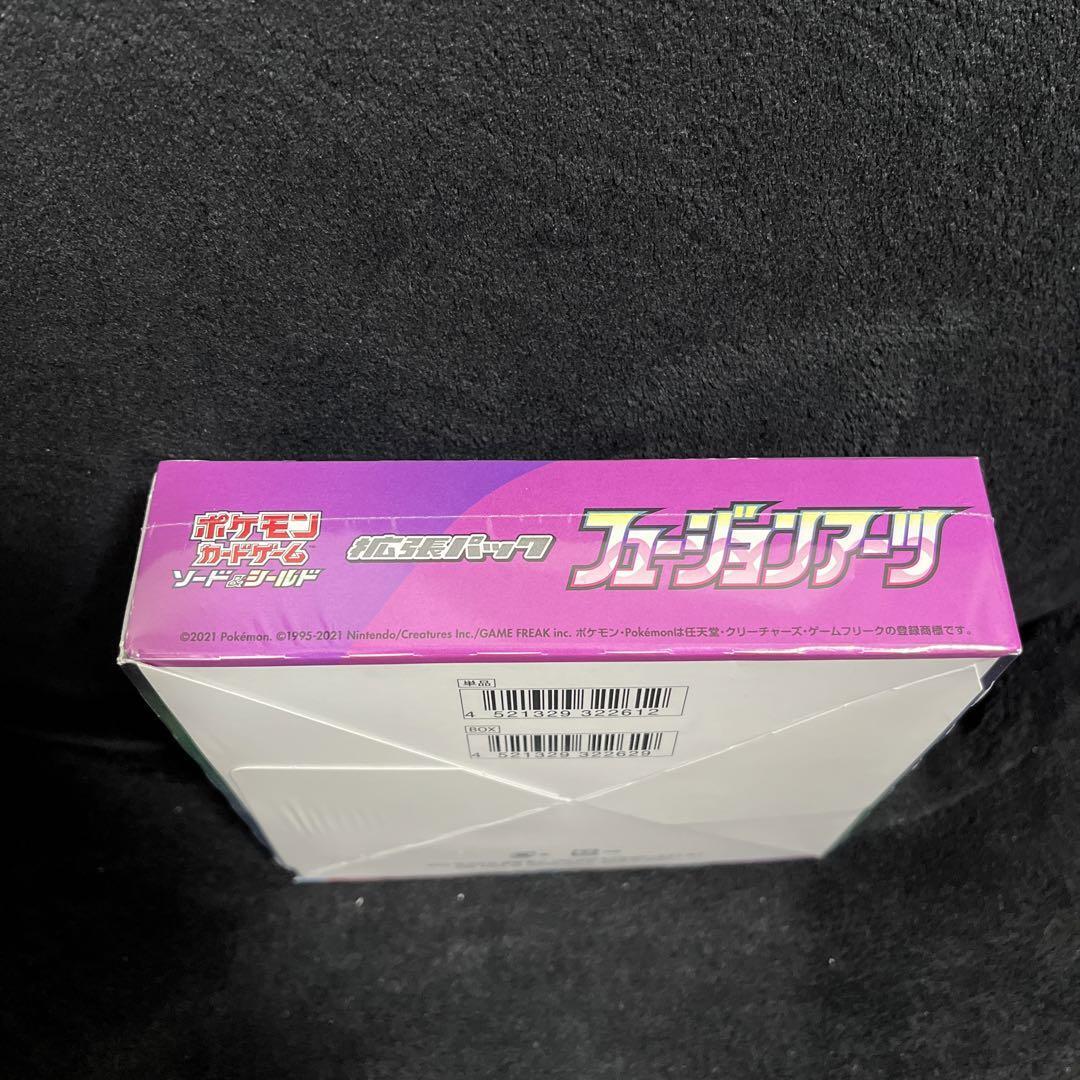 ポケモン
カードゲーム™
ソード&シールド
拡張パック
フュージョンアーツ
©2021 Pokémon. ©1995-2021 Nintendo/Creatures Inc./GAME FREAK inc. ポケモン・Pokémonは任天堂・クリーチャーズ・ゲームフリークの登録商標です。
単品
4 521329 322612
BOX
4 521329 322629